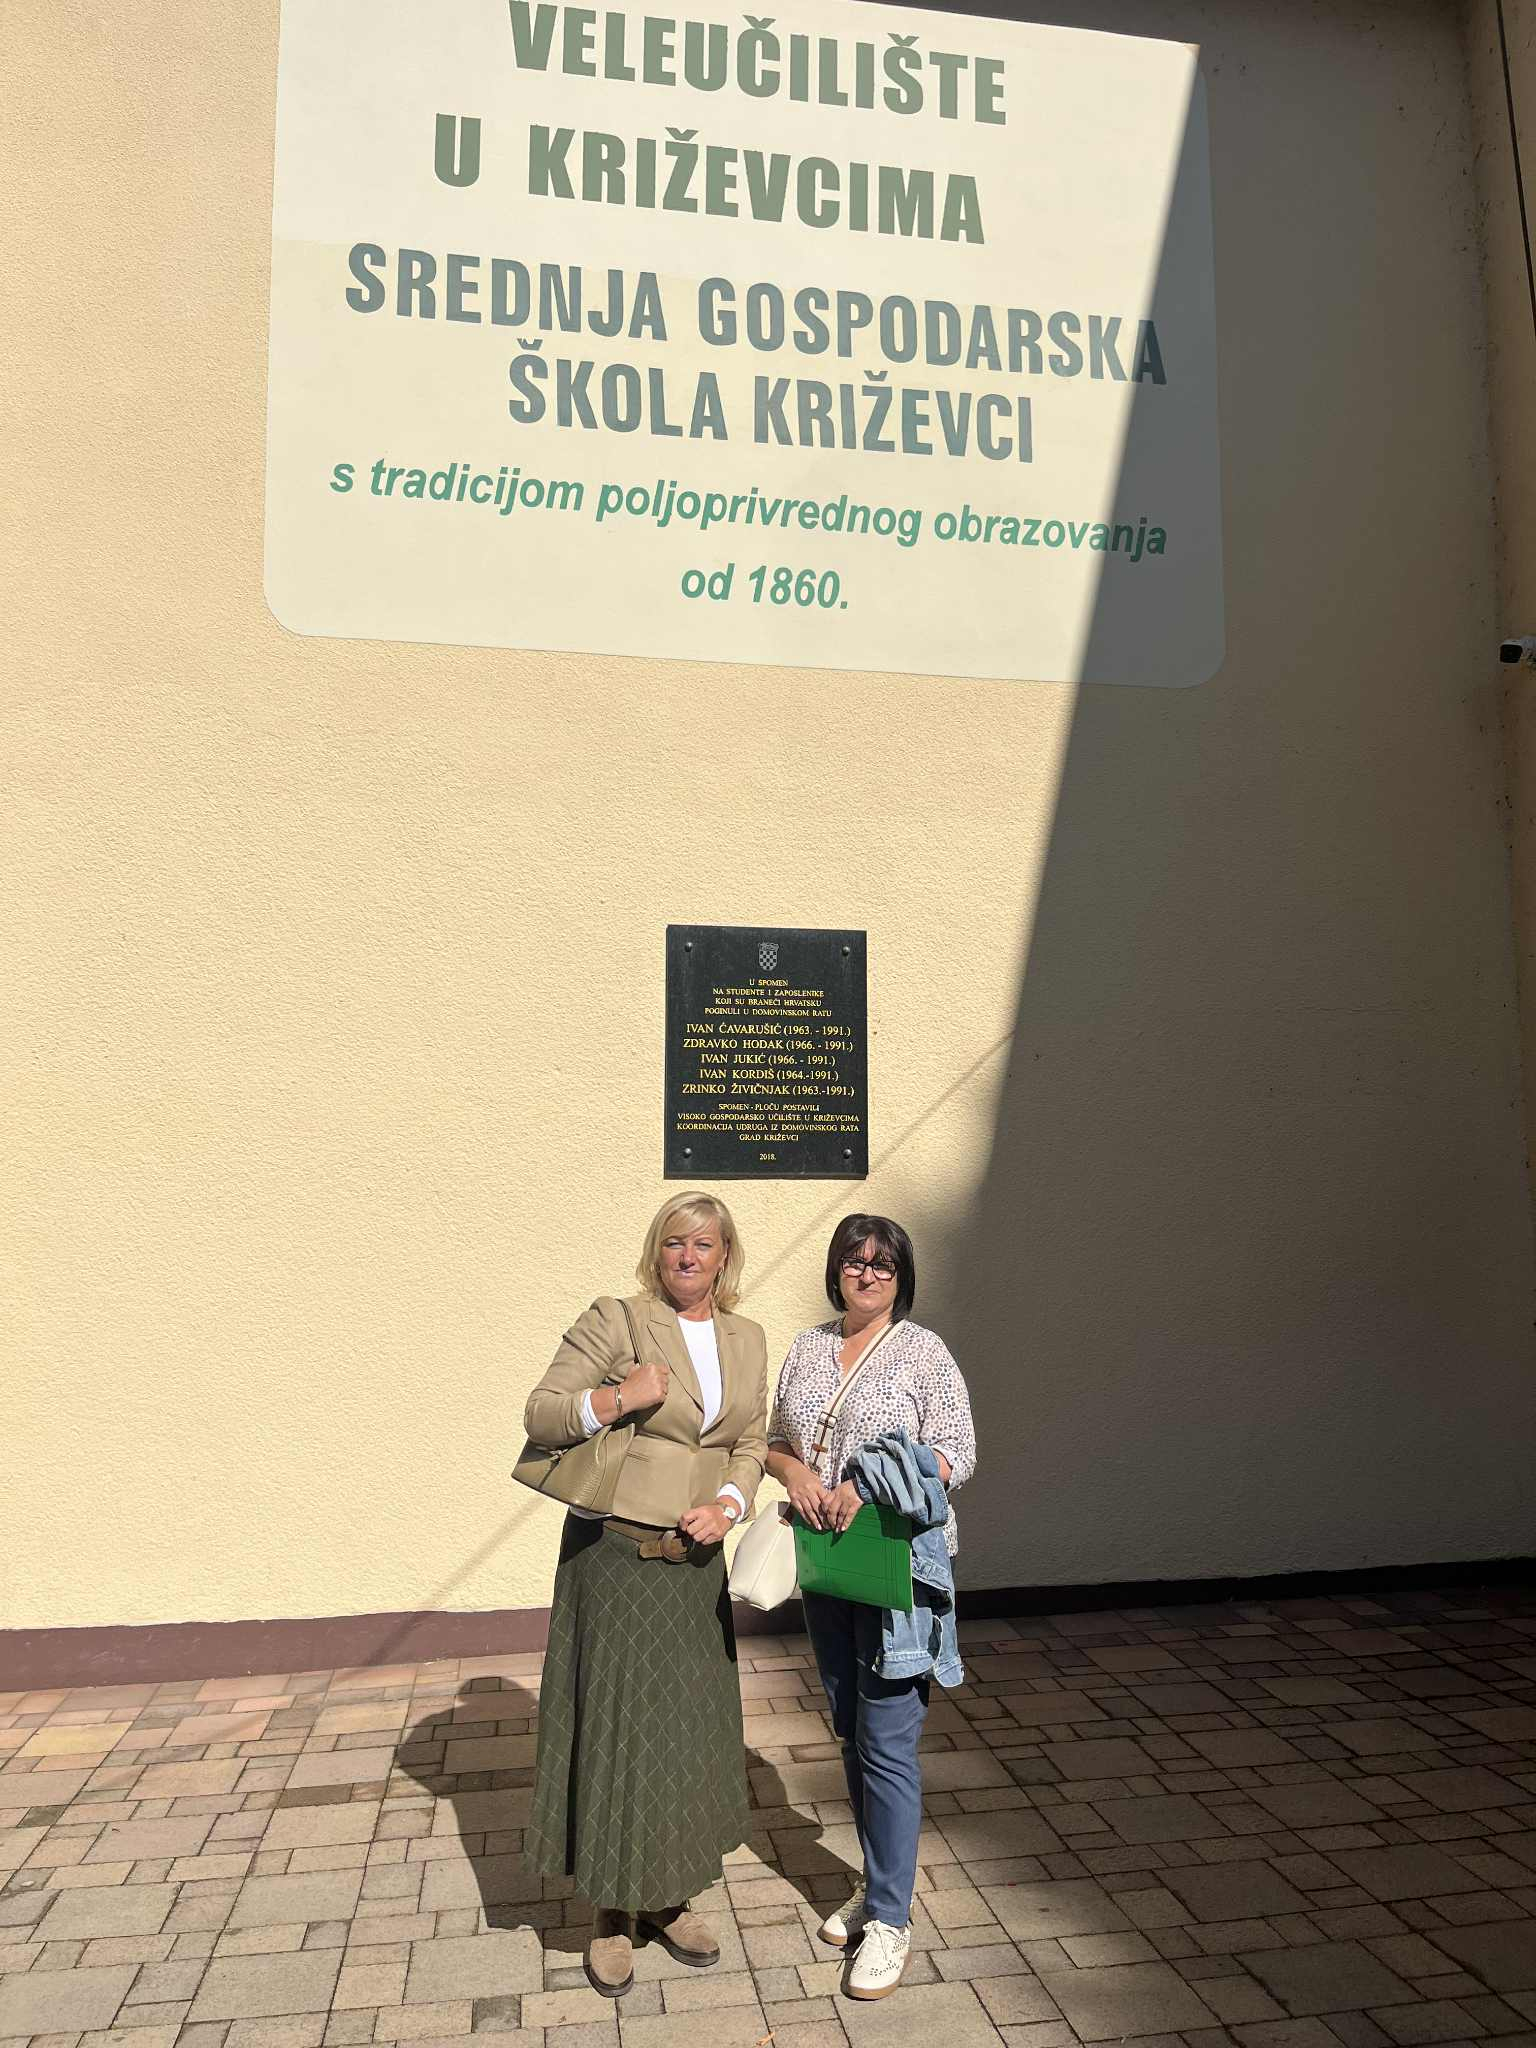 VELEUČILIŠTE
U KRIŽEVCIMA
SREDNJA GOSPODARSKA
ŠKOLA KRIŽEVCI
s tradicijom poljoprivrednog obrazovanja
od 1860.
U SPOMEN
NA STUDENTE I ZAPOSLENIKE
KOJI SU BRANEĆI HRVATSKU
POGINULI U DOMOVINSKOM RATU
IVAN ĆAVARUŠIĆ (1963. - 1991.)
ZDRAVKO HODAK (1966. - 1991.)
IVAN JUKIĆ (1966. - 1991.)
IVAN KORDIŠ (1964.-1991.)
ZRINKO ŽIVIČNJAK (1963.-1991.)
SPOMEN - PLOČU POSTAVILI
VISOKO GOSPODARSKO UČILIŠTE U KRIŽEVCIMA
KOORDINACIJA UDRUGA IZ DOMOVINSKOG RATA
GRAD KRIŽEVCI
2018.